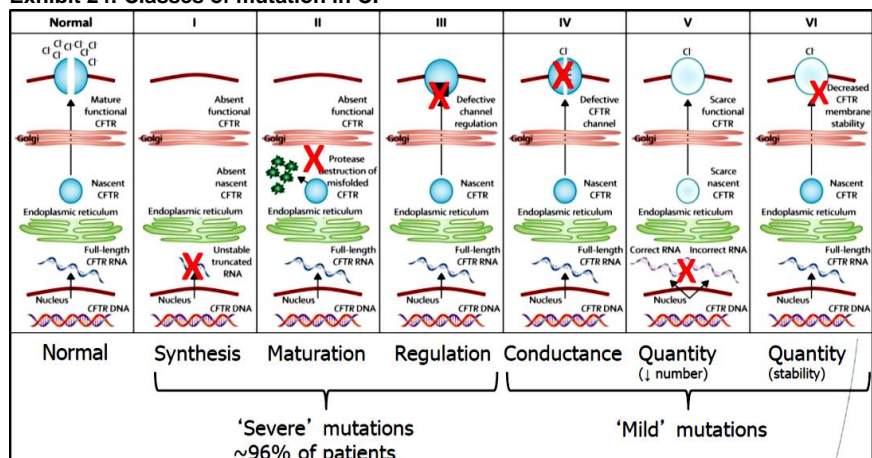 Normal
I
II
III
IV
V
VI
Cl⁻ Cl⁻ Cl⁻ Cl⁻
Cl⁻ Cl⁻
Cl⁻ Cl⁻
Mature
functional
CFTR
Golgi
Nascent
CFTR
Endoplasmic reticulum
Full-length
CFTR RNA
Nucleus
CFTR DNA
Absent
functional
CFTR
Golgi
Absent
nascent
CFTR
Endoplasmic reticulum
Unstable
truncated
RNA
Nucleus
CFTR DNA
Absent
functional
CFTR
Golgi
Protease
destruction of
misfolded
CFTR
Endoplasmic reticulum
Full-length
CFTR RNA
Nucleus
CFTR DNA
Defective
channel
regulation
Golgi
Nascent
CFTR
Endoplasmic reticulum
Full-length
CFTR RNA
Nucleus
CFTR DNA
Cl⁻
Defective
CFTR
channel
Golgi
Nascent
CFTR
Endoplasmic reticulum
Full-length
CFTR RNA
Nucleus
CFTR DNA
Cl⁻
Scarce
functional
CFTR
Golgi
Scarce
nascent
CFTR
Endoplasmic reticulum
Correct RNA Incorrect RNA
Nucleus
CFTR DNA
Cl⁻
Decreased
CFTR
membrane
stability
Golgi
Nascent
CFTR
Endoplasmic reticulum
Full-length
CFTR RNA
Nucleus
CFTR DNA
Normal
Synthesis
Maturation
Regulation
Conductance
Quantity
(↓ number)
Quantity
(stability)
‘Severe’ mutations
~96% of patients
‘Mild’ mutations